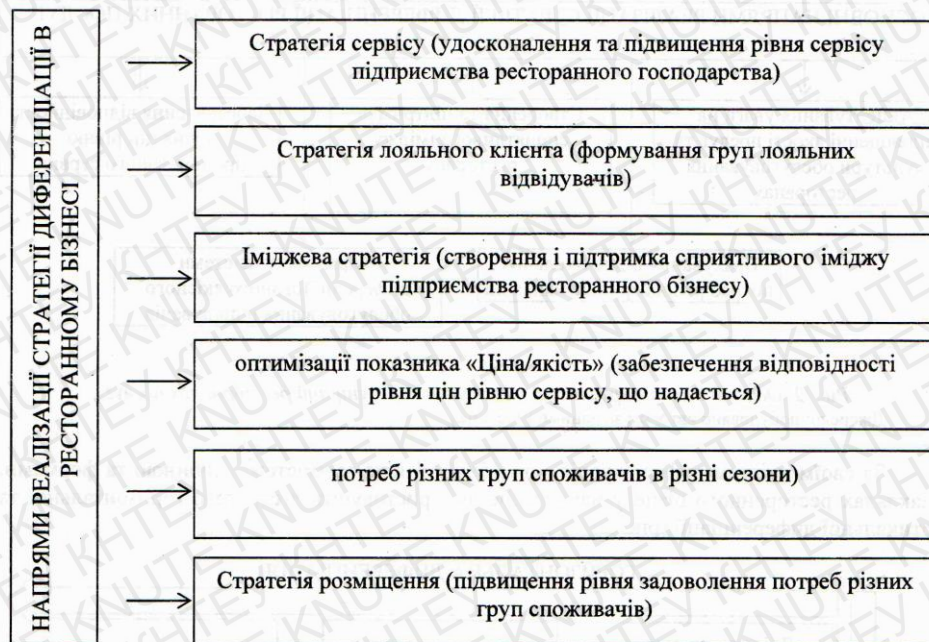 НАПРЯМИ РЕАЛІЗАЦІЇ СТРАТЕГІЇ ДИФЕРЕНЦІАЦІЇ В
РЕСТОРАННОМУ БІЗНЕСІ
Стратегія сервісу (удосконалення та підвищення рівня сервісу
підприємства ресторанного господарства)
Стратегія лояльного клієнта (формування груп лояльних
відвідувачів)
Іміджева стратегія (створення і підтримка сприятливого іміджу
підприємства ресторанного бізнесу)
оптимізації показника «Ціна/якість» (забезпечення відповідності
рівня цін рівню сервісу, що надається)
потреб різних груп споживачів в різні сезони)
Стратегія розміщення (підвищення рівня задоволення потреб різних
груп споживачів)